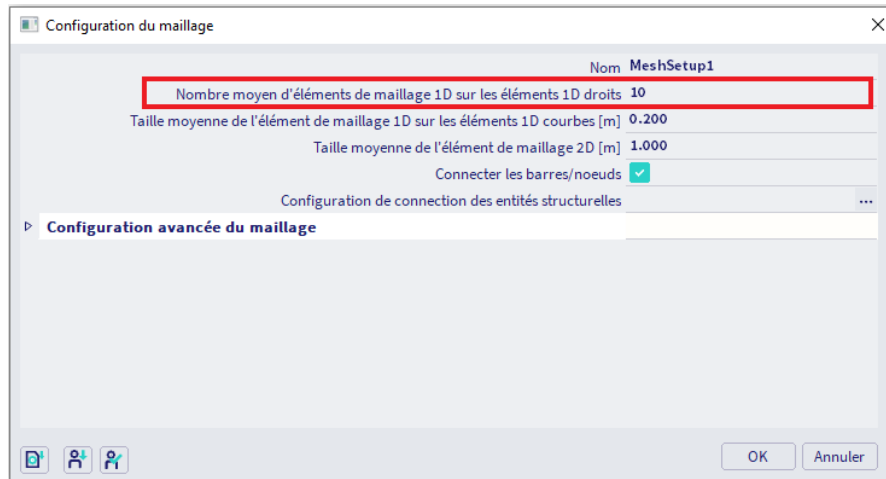 Configuration du maillage
Nom MeshSetup1
Nombre moyen d'éléments de maillage 1D sur les éléments 1D droits 10
Taille moyenne de l'élément de maillage 1D sur les éléments 1D courbes [m] 0.200
Taille moyenne de l'élément de maillage 2D [m] 1.000
Connecter les barres/noeuds
Configuration de connection des entités structurelles ...
Configuration avancée du maillage
OK Annuler